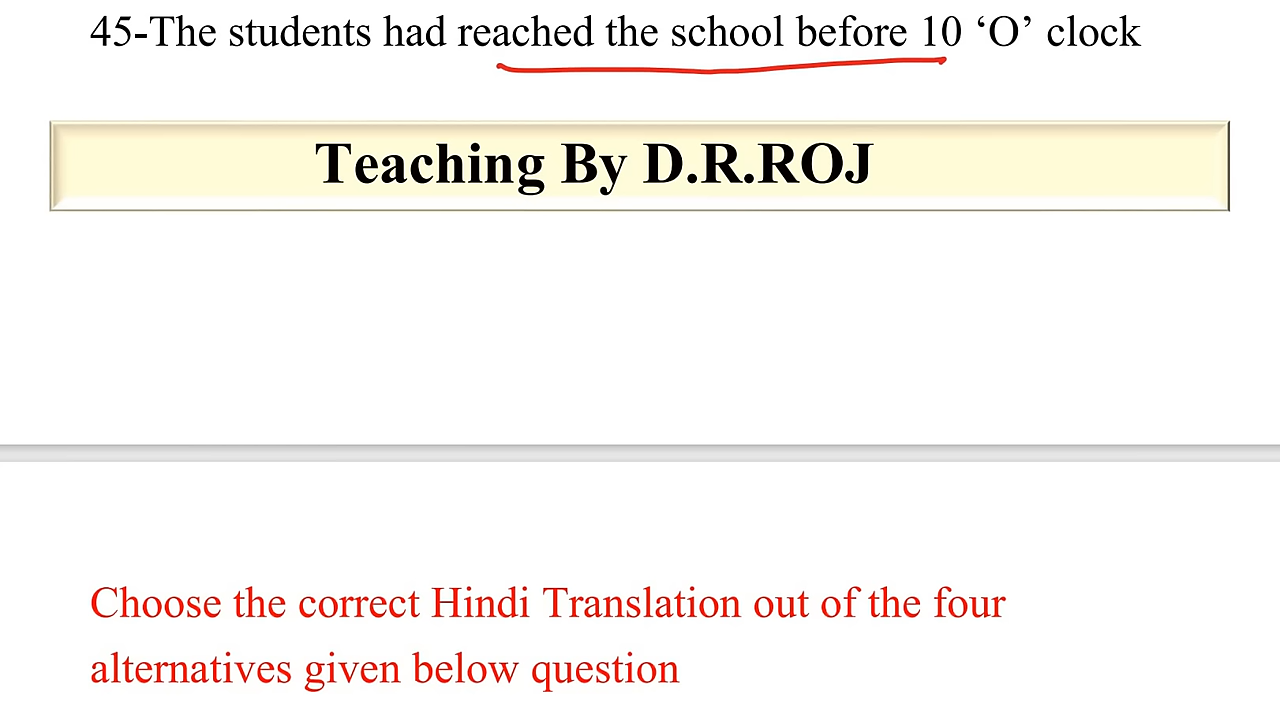 45-The students had reached the school before 10 ‘O’ clock
Teaching By D.R.ROJ
Choose the correct Hindi Translation out of the four
alternatives given below question